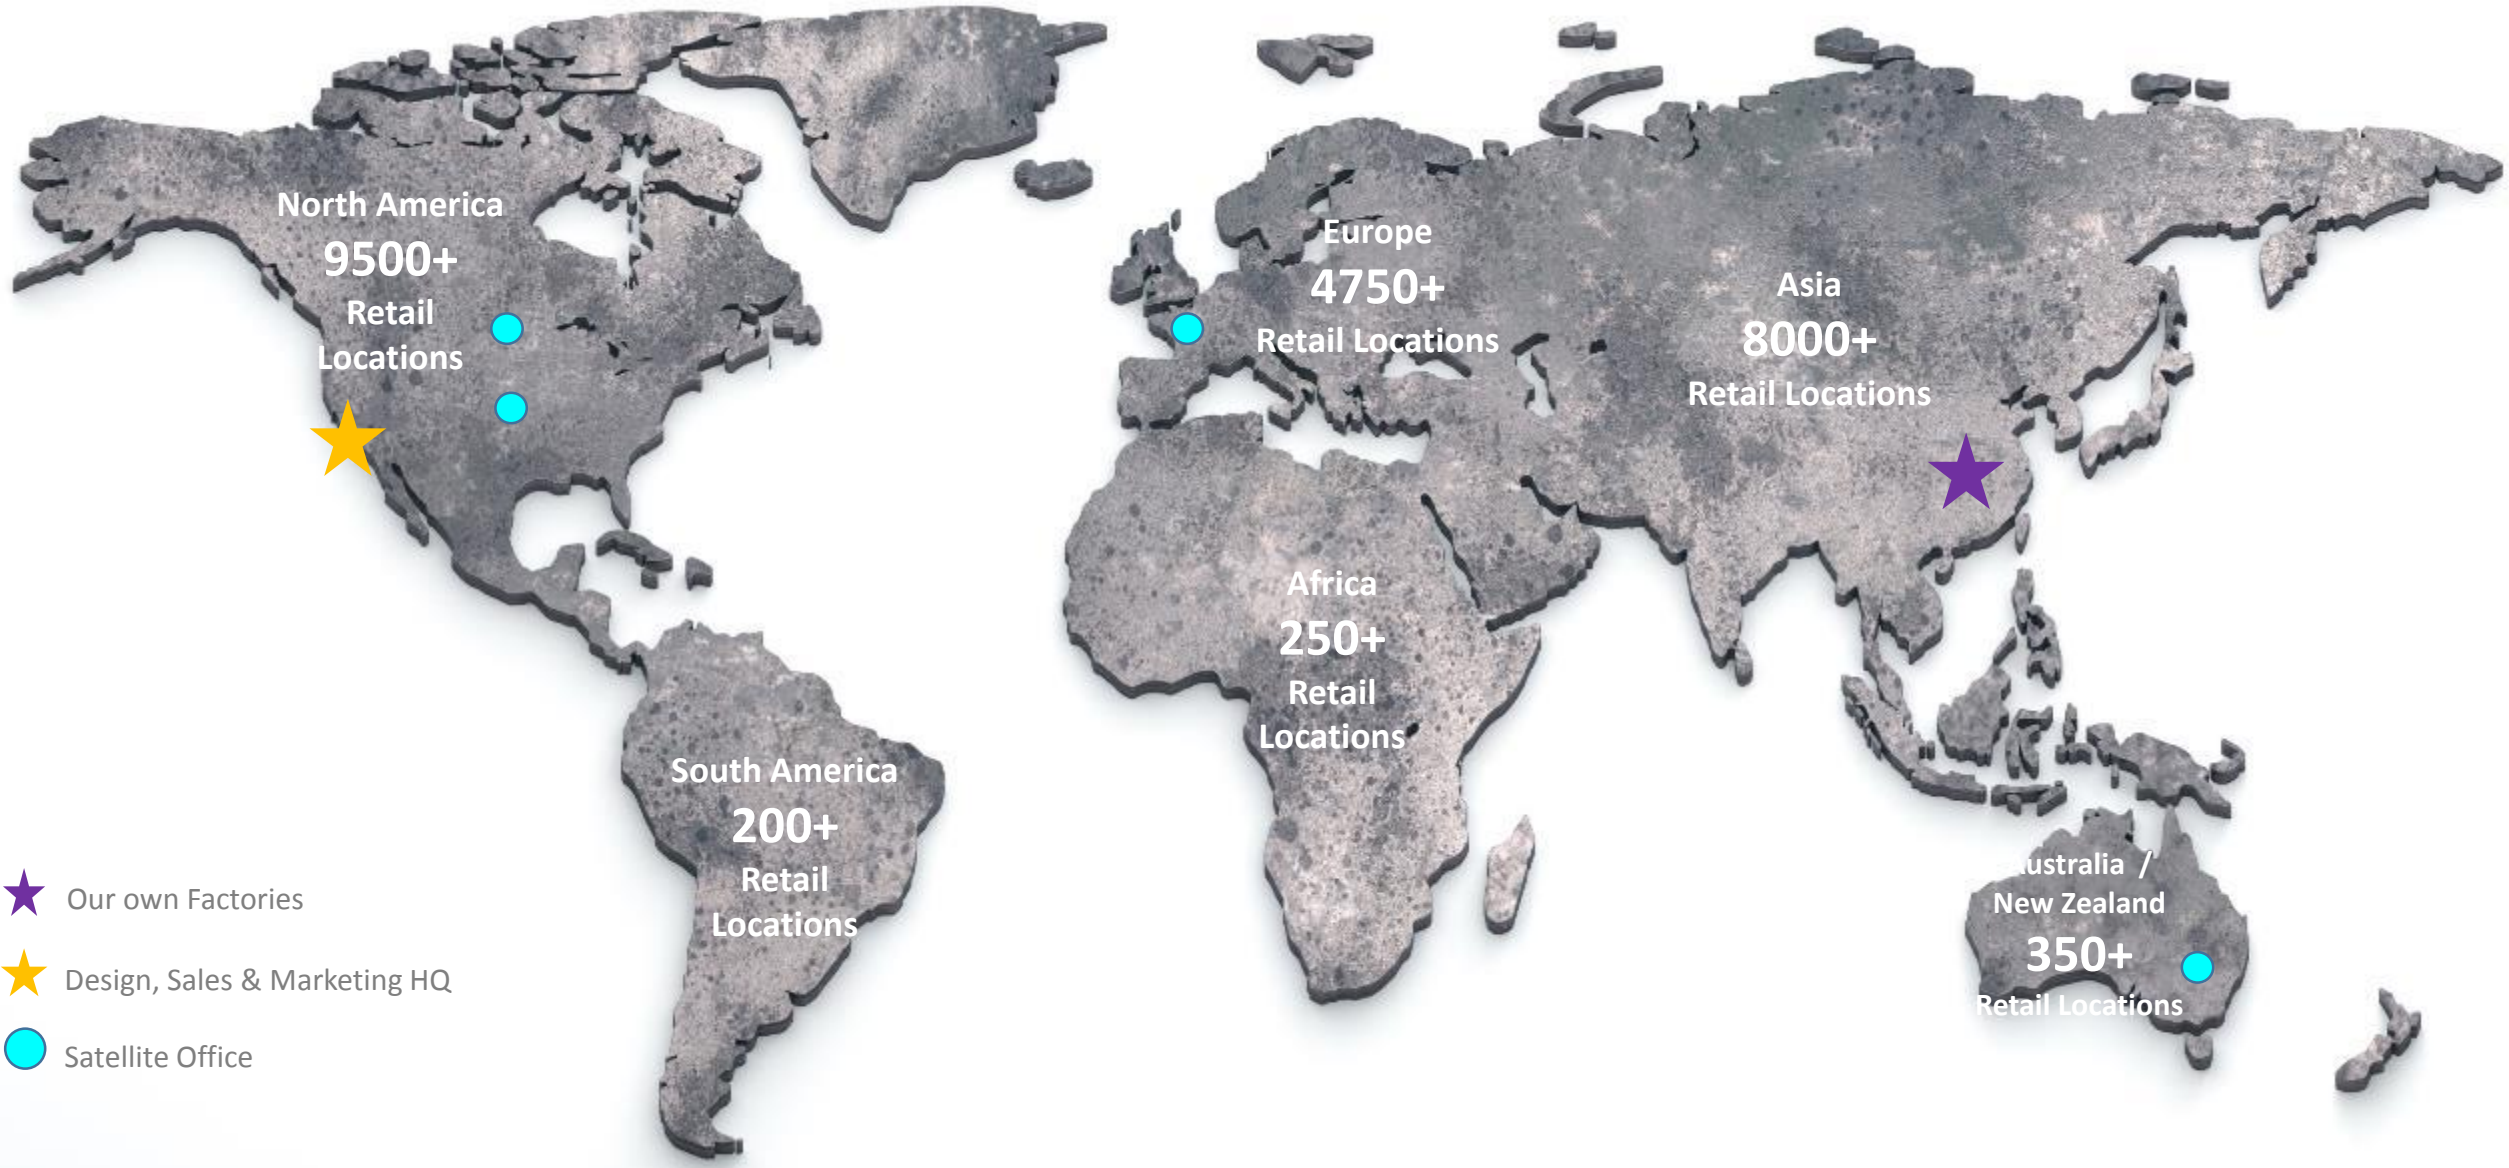 North America
9500+
Retail
Locations
Europe
4750+
Retail Locations
Asia
8000+
Retail Locations
Africa
250+
Retail
Locations
South America
200+
Retail
Locations
Australia /
New Zealand
350+
Retail Locations
Our own Factories
Design, Sales & Marketing HQ
Satellite Office